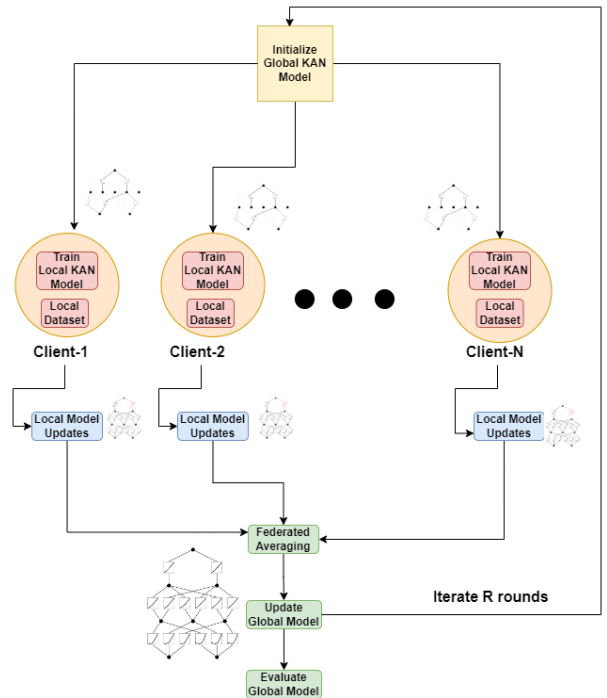 Initialize
Global KAN
Model
Train
Local KAN
Model
Local
Dataset
Client-1
Train
Local KAN
Model
Local
Dataset
Client-2
Train
Local KAN
Model
Local
Dataset
Client-N
Local Model
Updates
Local Model
Updates
Local Model
Updates
Federated
Averaging
Update
Global Model
Iterate R rounds
Evaluate
Global Model